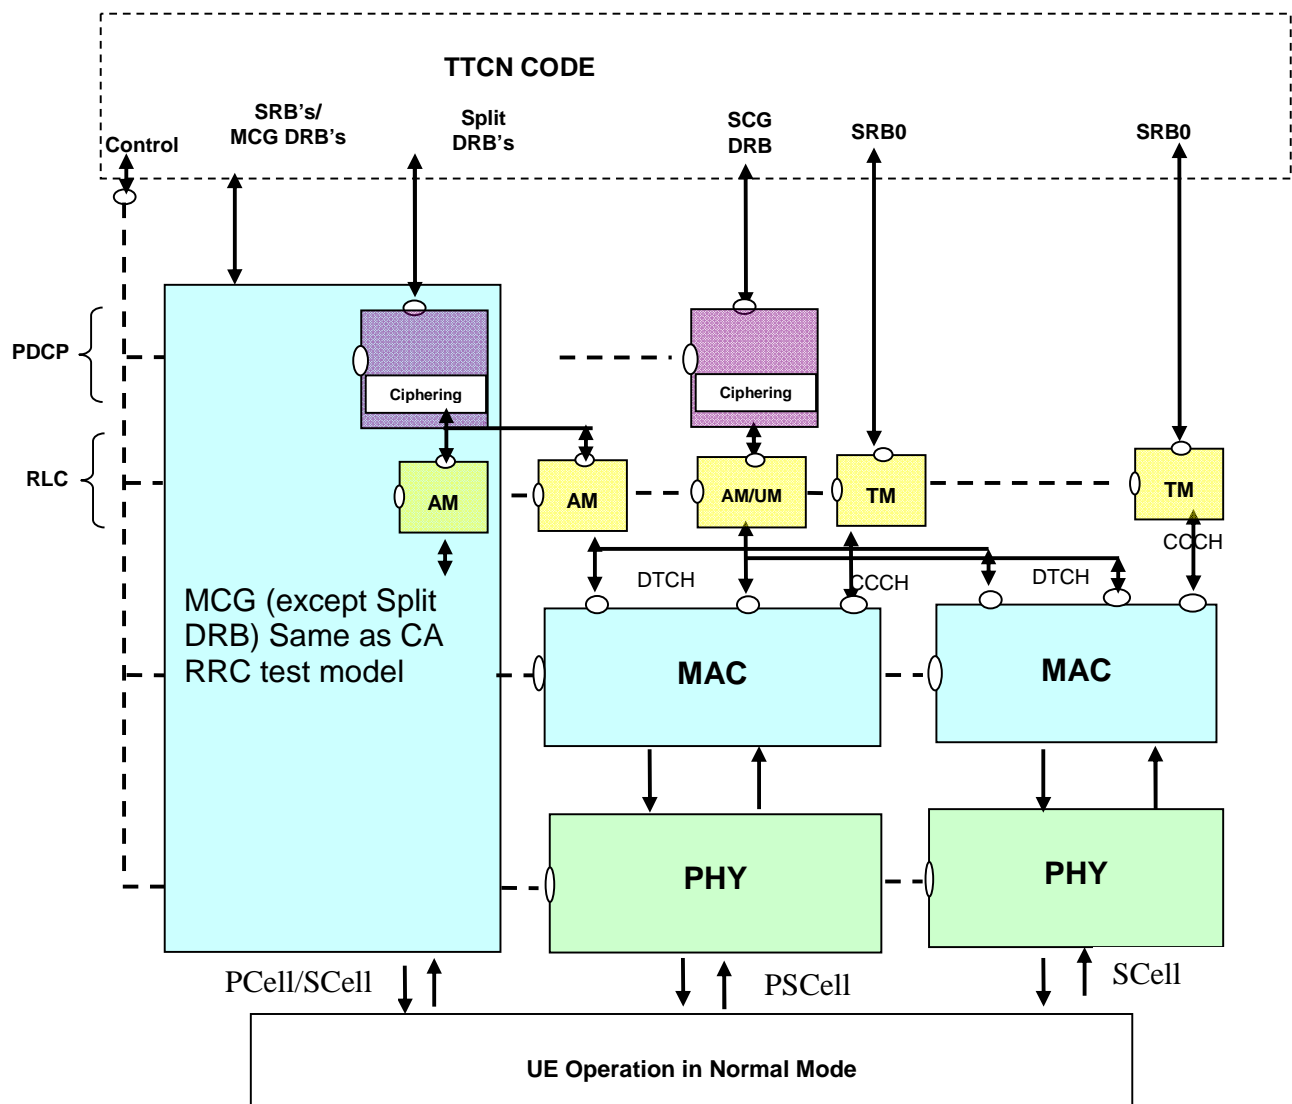 TTCN CODE
SRB's/
MCG DRB's
Split
DRB's
SCG
DRB
SRB0
SRB0
Control
PDCP
Ciphering
Ciphering
RLC
AM
AM
AM/UM
TM
TM
DTCH
CCCH
DTCH
CCCH
MCG (except Split
DRB) Same as CA
RRC test model
MAC
MAC
PHY
PHY
PCell/SCell
PSCell
SCell
UE Operation in Normal Mode